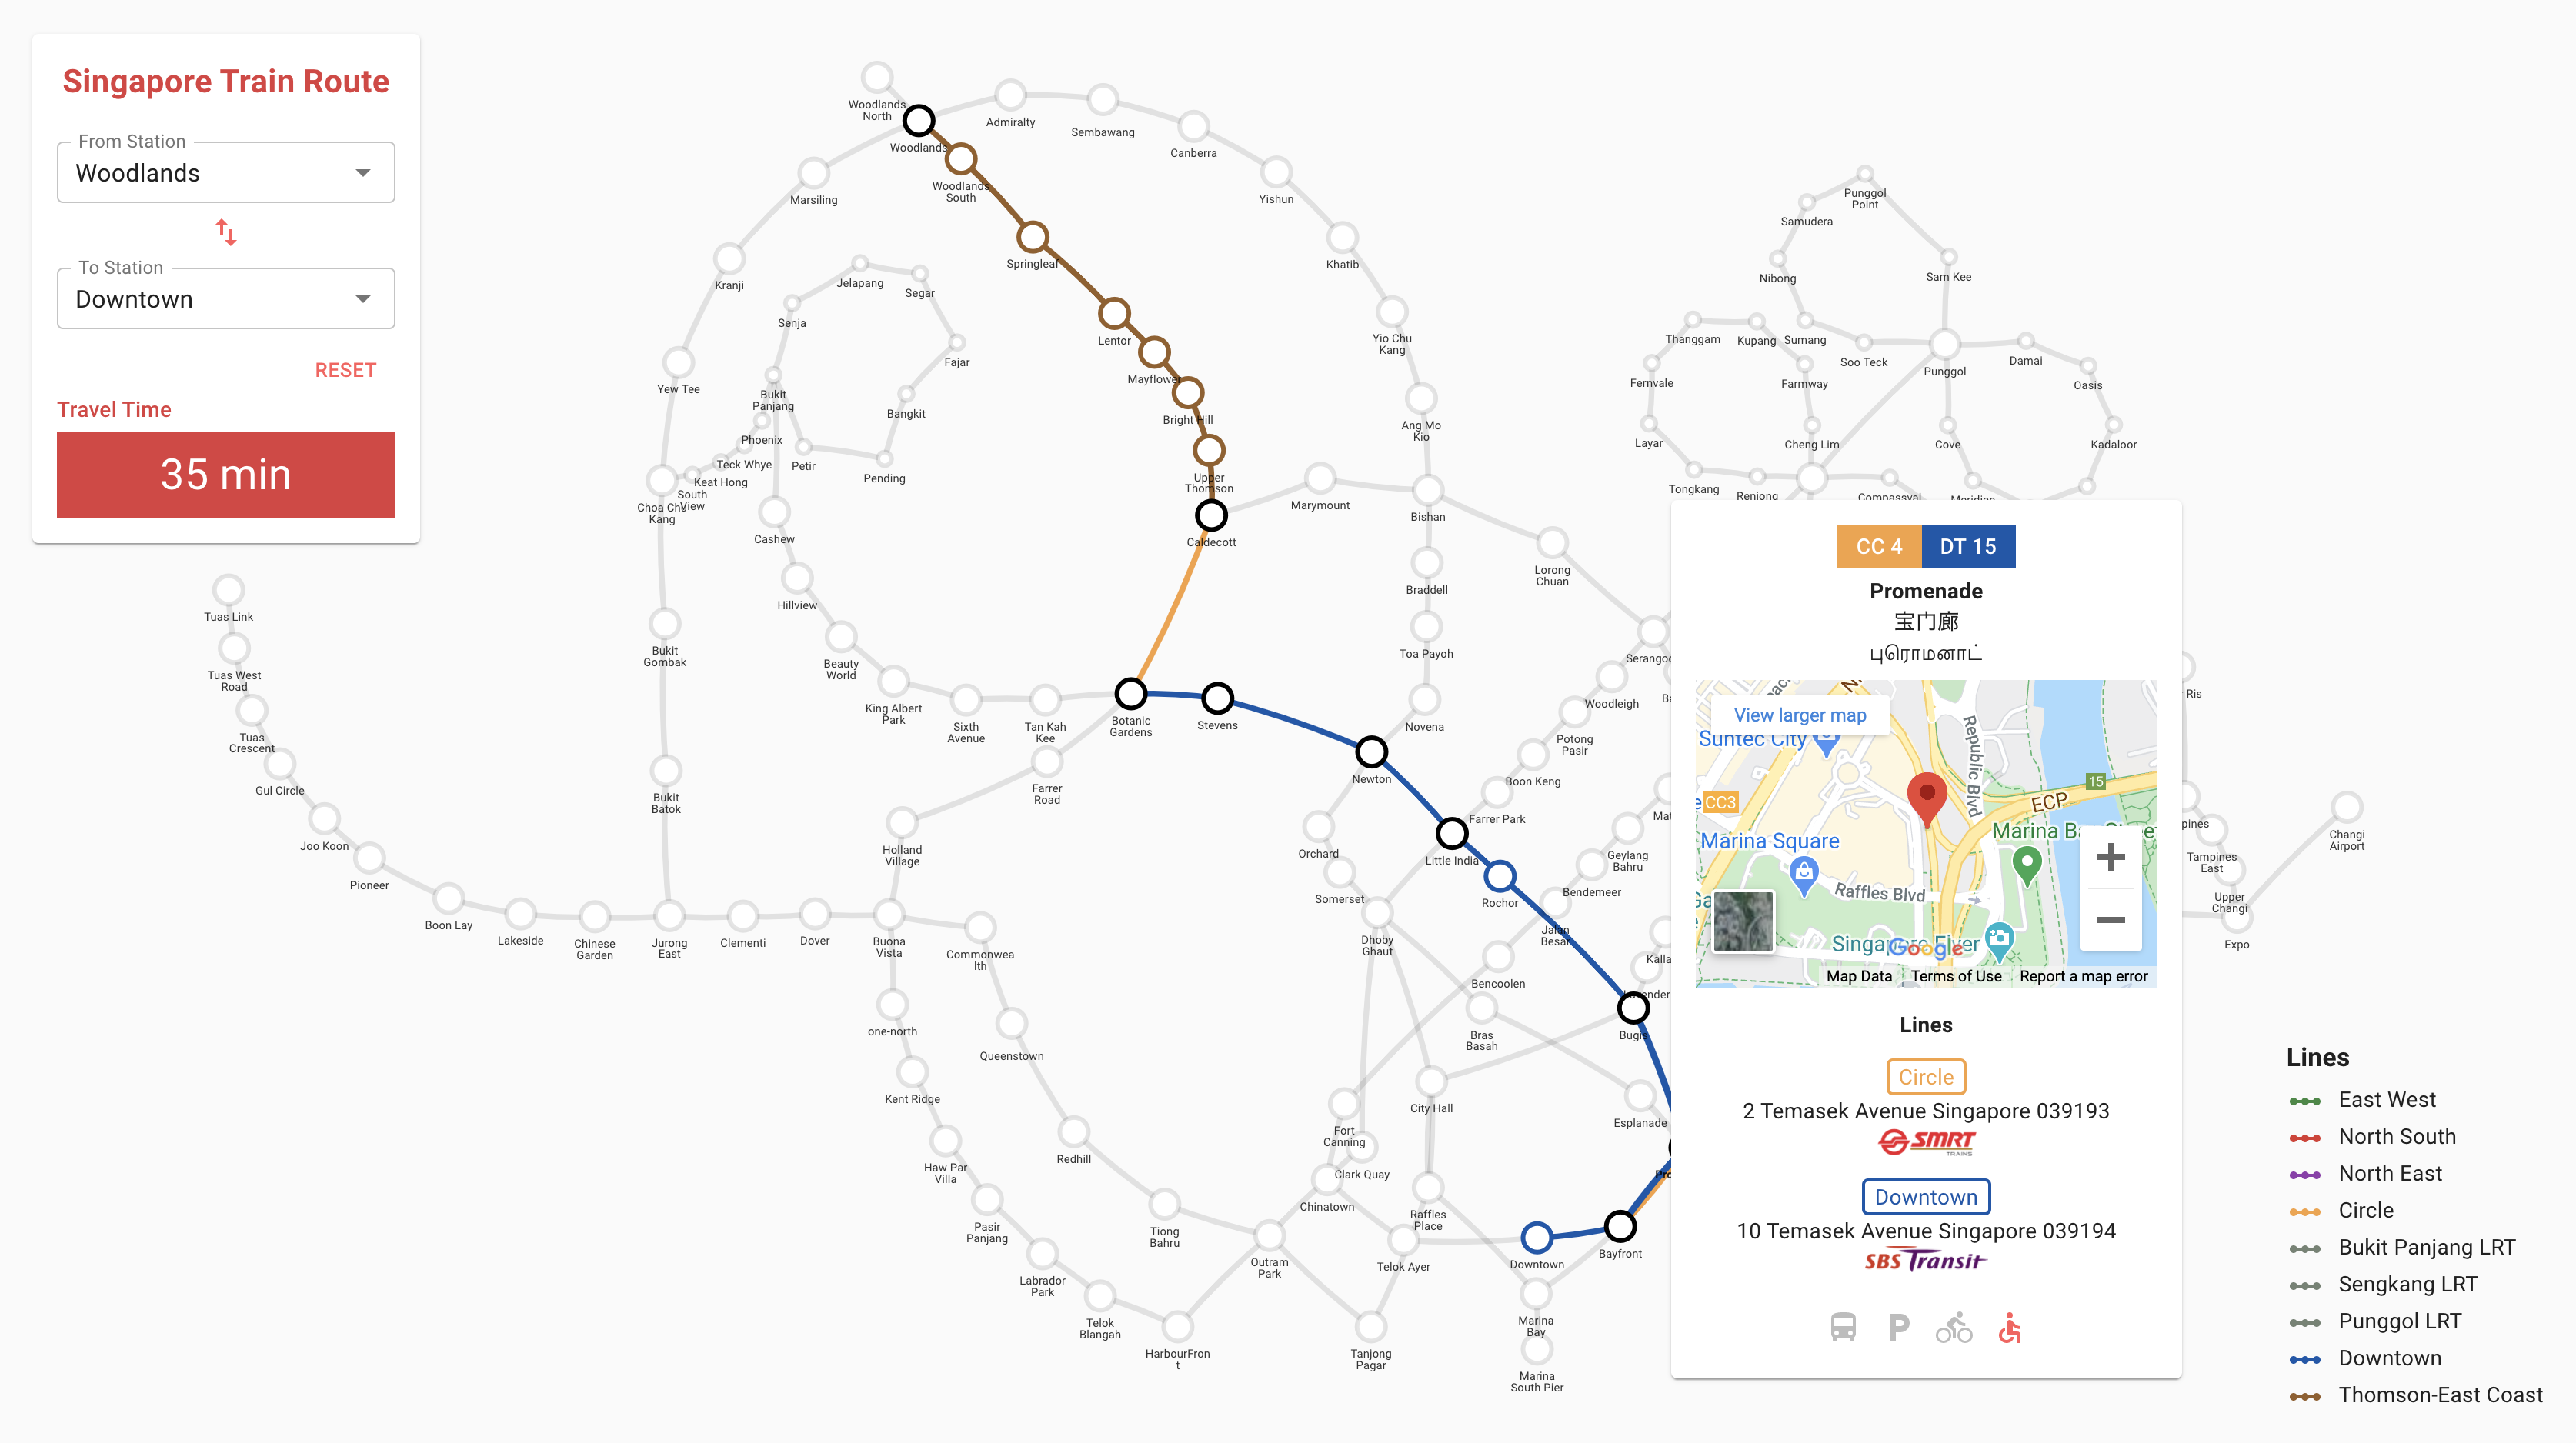 Singapore Train Route
From Station
Woodlands
To Station
Downtown
RESET
Travel Time
35 min
Woodlands
North
Woodlands
Admiralty
Sembawang
Canberra
Marsiling
Woodlands
South
Yishun
Springleaf
Khatib
Kranji
Jelapang
Segar
Senja
Lentor
Yio Chu
Kang
Fajar
Yew Tee
Mayflower
Bukit
Panjang
Bangkit
Bright Hill
Ang Mo
Kio
Phoenix
Teck Whye
Petir
Keat Hong
Pending
South
View
Choa Chu
Kang
Upper
Thomson
Marymount
Bishan
Caldecott
Cashew
Lorong
Chuan
Hillview
Braddell
Tuas Link
Bukit
Gombak
Beauty
World
Toa Payoh
Serangoo
Tuas West
Road
King Albert
Park
Sixth
Avenue
Tan Kah
Kee
Botanic
Gardens
Stevens
Novena
Woodleigh
Ba
Tuas
Crescent
Potong
Pasir
Gul Circle
Farrer
Road
Newton
Boon Keng
Bukit
Batok
Joo Koon
Farrer Park
Mat
Pioneer
Holland
Village
Orchard
Little India
Geylang
Bahru
Boon Lay
Lakeside
Chinese
Garden
Jurong
East
Clementi
Dover
Buona
Vista
Commonwea
lth
Somerset
Rochor
Bendemeer
Dhoby
Ghaut
Jalan
Besar
Kalla
Bencoolen
Lavender
one-north
Queenstown
Bras
Basah
Bugis
Kent Ridge
City Hall
Esplanade
Fort
Canning
Haw Par
Villa
Redhill
Clark Quay
Pro
Chinatown
Raffles
Place
Pasir
Panjang
Tiong
Bahru
Outram
Park
Telok Ayer
Downtown
Bayfront
Labrador
Park
Telok
Blangah
HarbourFron
t
Tanjong
Pagar
Marina
Bay
Marina
South Pier
Punggol
Point
Samudera
Nibong
Sam Kee
Thanggam
Kupang
Sumang
Soo Teck
Punggol
Damai
Fernvale
Farmway
Oasis
Layar
Cheng Lim
Cove
Kadaloor
Tongkang
Renjong
Compassval
Meridian
CC 4
DT 15
Promenade
宝门廊
புரொமனாட்
View larger map
Suntec City
Republic Blvd
15
ECP
CC3
Marina Square
Raffles Blvd
Singapore Flyer
Google
Map Data
Terms of Use
Report a map error
Lines
Circle
2 Temasek Avenue Singapore 039193
SMRT
TRAINS
Downtown
10 Temasek Avenue Singapore 039194
SBS Transit
P
Ris
pines
Tampines
East
Upper
Changi
Expo
Changi
Airport
Lines
East West
North South
North East
Circle
Bukit Panjang LRT
Sengkang LRT
Punggol LRT
Downtown
Thomson-East Coast